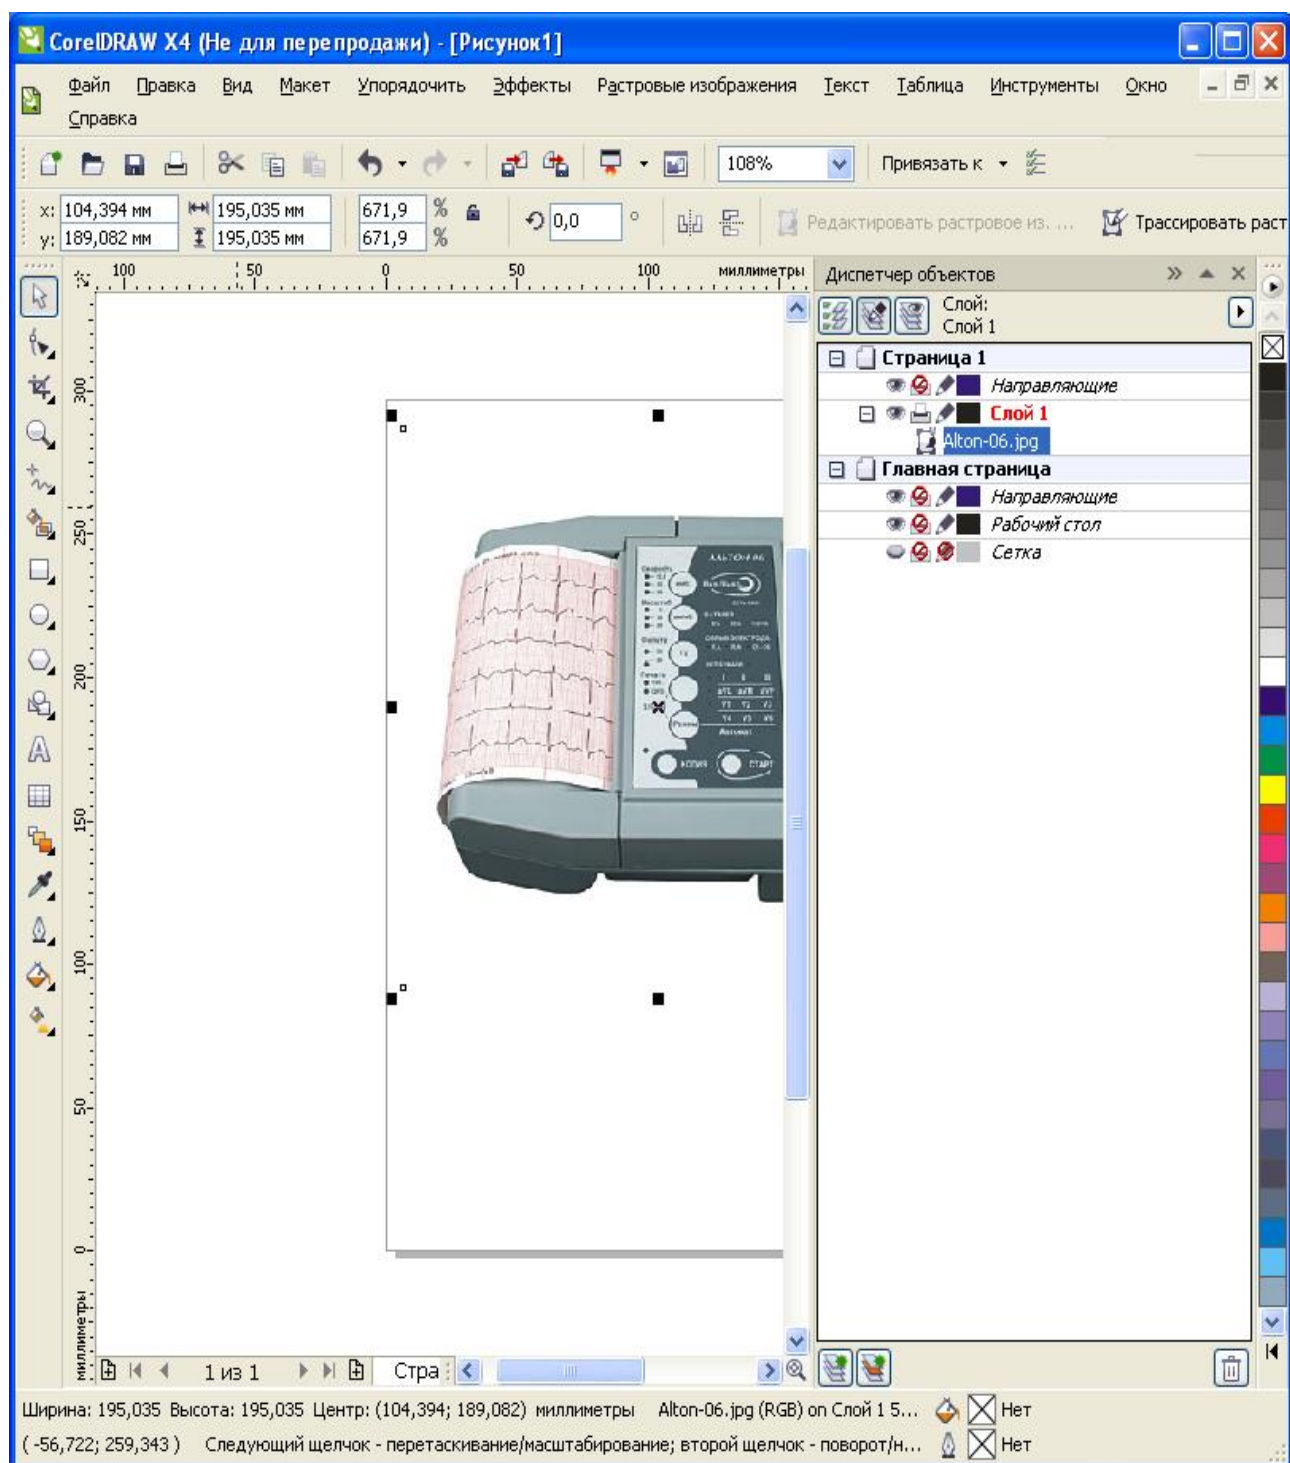 CorelDRAW X4 (Не для перепродажи) - [Рисунок1]
Файл Правка Вид Макет Упорядочить Эффекты Растровые изображения Текст Таблица Инструменты Окно
Справка
108% Привязать к
x: 104,394 мм 195,035 мм 671,9 % 0,0 ° Редактировать растровое из. ... Трассировать раст
y: 189,082 мм 195,035 мм 671,9 %
100 50 0 50 100 миллиметры
Диспетчер объектов
Слой:
Слой 1
Страница 1
Направляющие
Слой 1
Alton-06.jpg
Главная страница
Направляющие
Рабочий стол
Сетка
300
250
200
150
100
50
0
миллиметры
КОПИЯ СТАРТ
1 из 1 Стра
Ширина: 195,035 Высота: 195,035 Центр: (104,394; 189,082) миллиметры Alton-06.jpg (RGB) on Слой 1 5... Нет
( -56,722; 259,343 ) Следующий щелчок - перетаскивание/масштабирование; второй щелчок - поворот/н... Нет